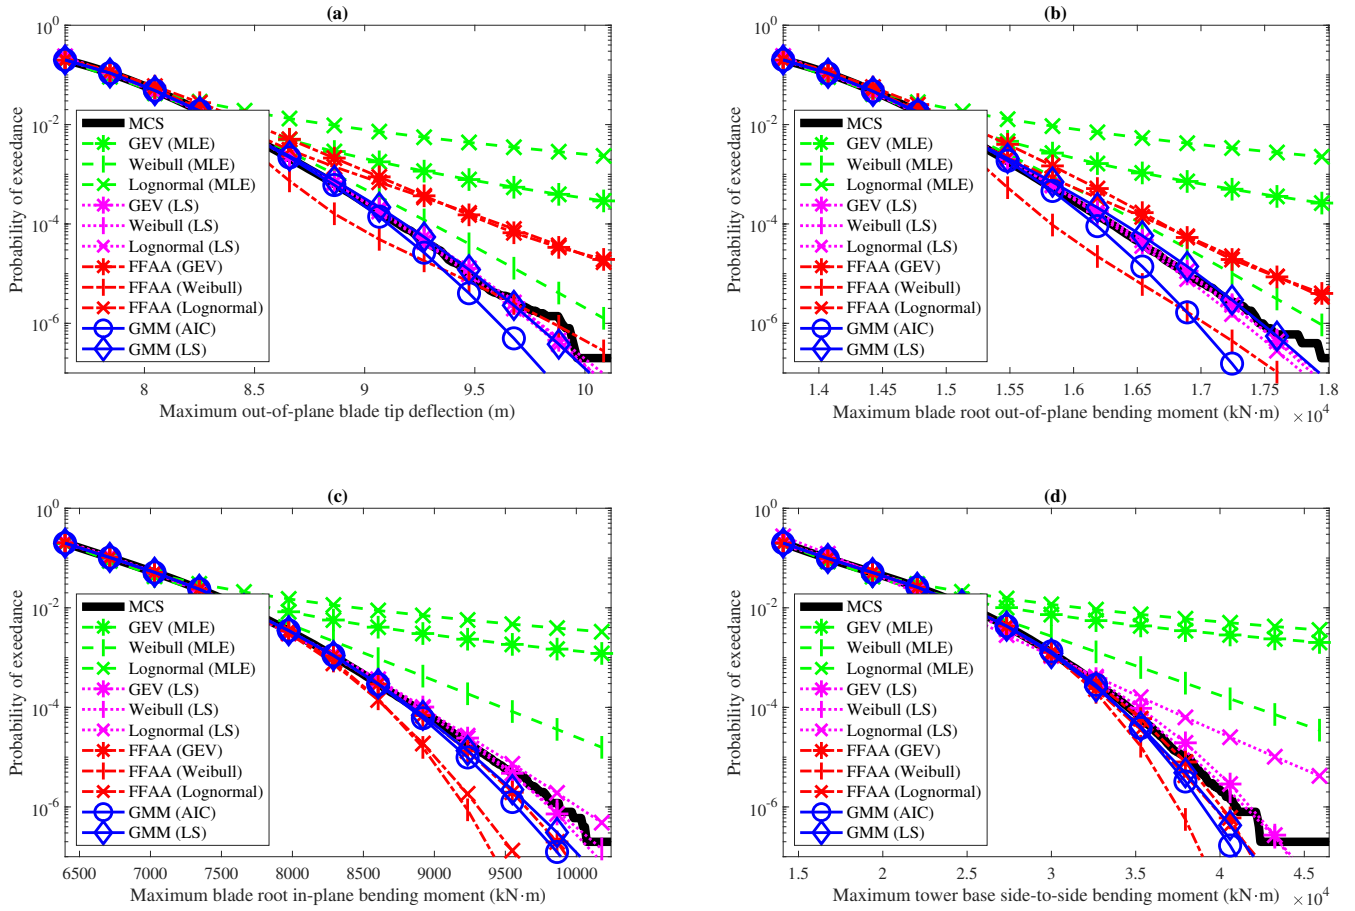 (a)
Probability of exeedance
10^0
10^-2
10^-4
10^-6
MCS
GEV (MLE)
Weibull (MLE)
Lognormal (MLE)
GEV (LS)
Weibull (LS)
Lognormal (LS)
FFAA (GEV)
FFAA (Weibull)
FFAA (Lognormal)
GMM (AIC)
GMM (LS)
8 8.5 9 9.5 10
Maximum out-of-plane blade tip deflection (m)
(b)
Probability of exeedance
10^0
10^-2
10^-4
10^-6
MCS
GEV (MLE)
Weibull (MLE)
Lognormal (MLE)
GEV (LS)
Weibull (LS)
Lognormal (LS)
FFAA (GEV)
FFAA (Weibull)
FFAA (Lognormal)
GMM (AIC)
GMM (LS)
1.4 1.45 1.5 1.55 1.6 1.65 1.7 1.75 1.8
Maximum blade root out-of-plane bending moment (kN·m) ×10^4
(c)
Probability of exeedance
10^0
10^-2
10^-4
10^-6
MCS
GEV (MLE)
Weibull (MLE)
Lognormal (MLE)
GEV (LS)
Weibull (LS)
Lognormal (LS)
FFAA (GEV)
FFAA (Weibull)
FFAA (Lognormal)
GMM (AIC)
GMM (LS)
6500 7000 7500 8000 8500 9000 9500 10000
Maximum blade root in-plane bending moment (kN·m)
(d)
Probability of exeedance
10^0
10^-2
10^-4
10^-6
MCS
GEV (MLE)
Weibull (MLE)
Lognormal (MLE)
GEV (LS)
Weibull (LS)
Lognormal (LS)
FFAA (GEV)
FFAA (Weibull)
FFAA (Lognormal)
GMM (AIC)
GMM (LS)
1.5 2 2.5 3 3.5 4 4.5
Maximum tower base side-to-side bending moment (kN·m) ×10^4